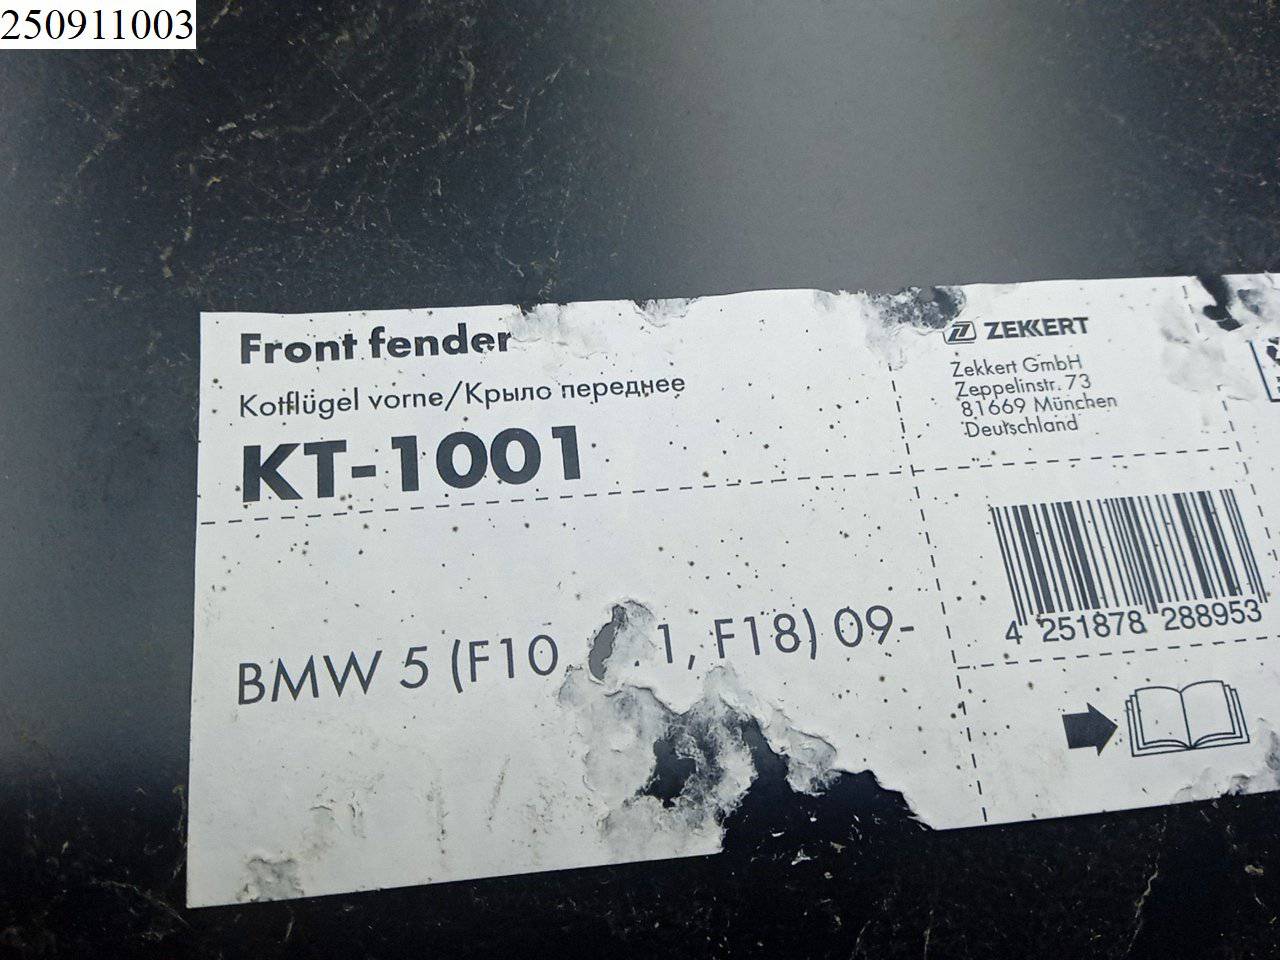 250911003
Front fender
Kotflügel vorne/Крыло переднее
KT-1001
ZEKKERT
Zekkert GmbH
Zeppelinstr. 73
81669 München
Deutschland
BMW 5 (F10 1, F18) 09-
4 251878 288953